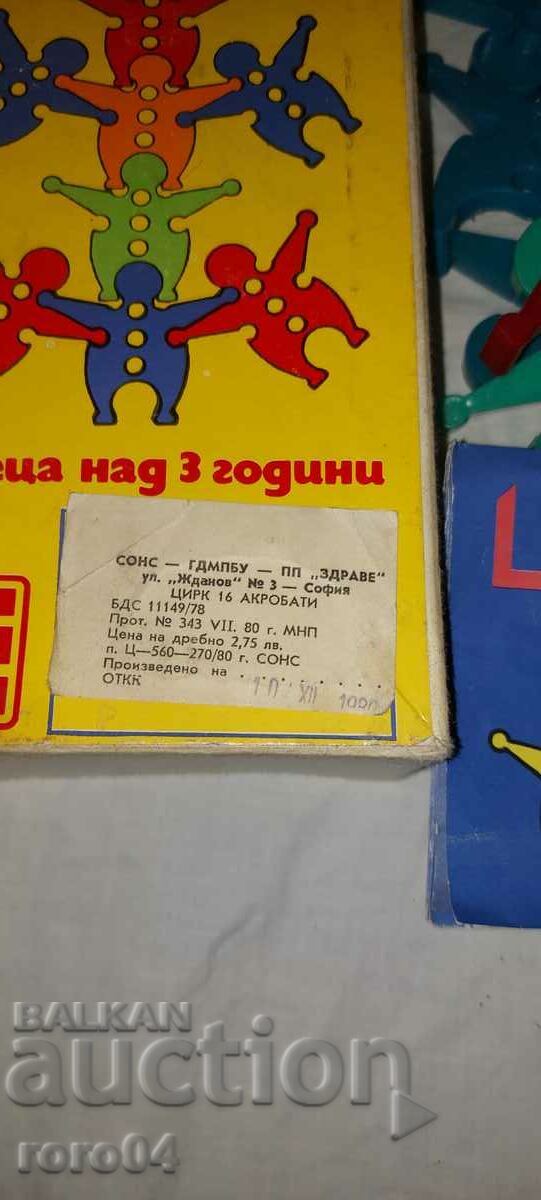 еца над 3 години
СОНС — ГДМПБУ — ПП „ЗДРАВЕ"
ул. „Жданов" № 3 — София
ЦИРК 16 АКРОБАТИ
БДС 11149/78
Прот. № 343 VII. 80 г. МНП
Цена на дребно 2,75 лв.
п. Ц—560—270/80 г. СОНС
Произведено на . . . . . . . . .
ОТКК XII 1980
BALKAN
auction
roro04